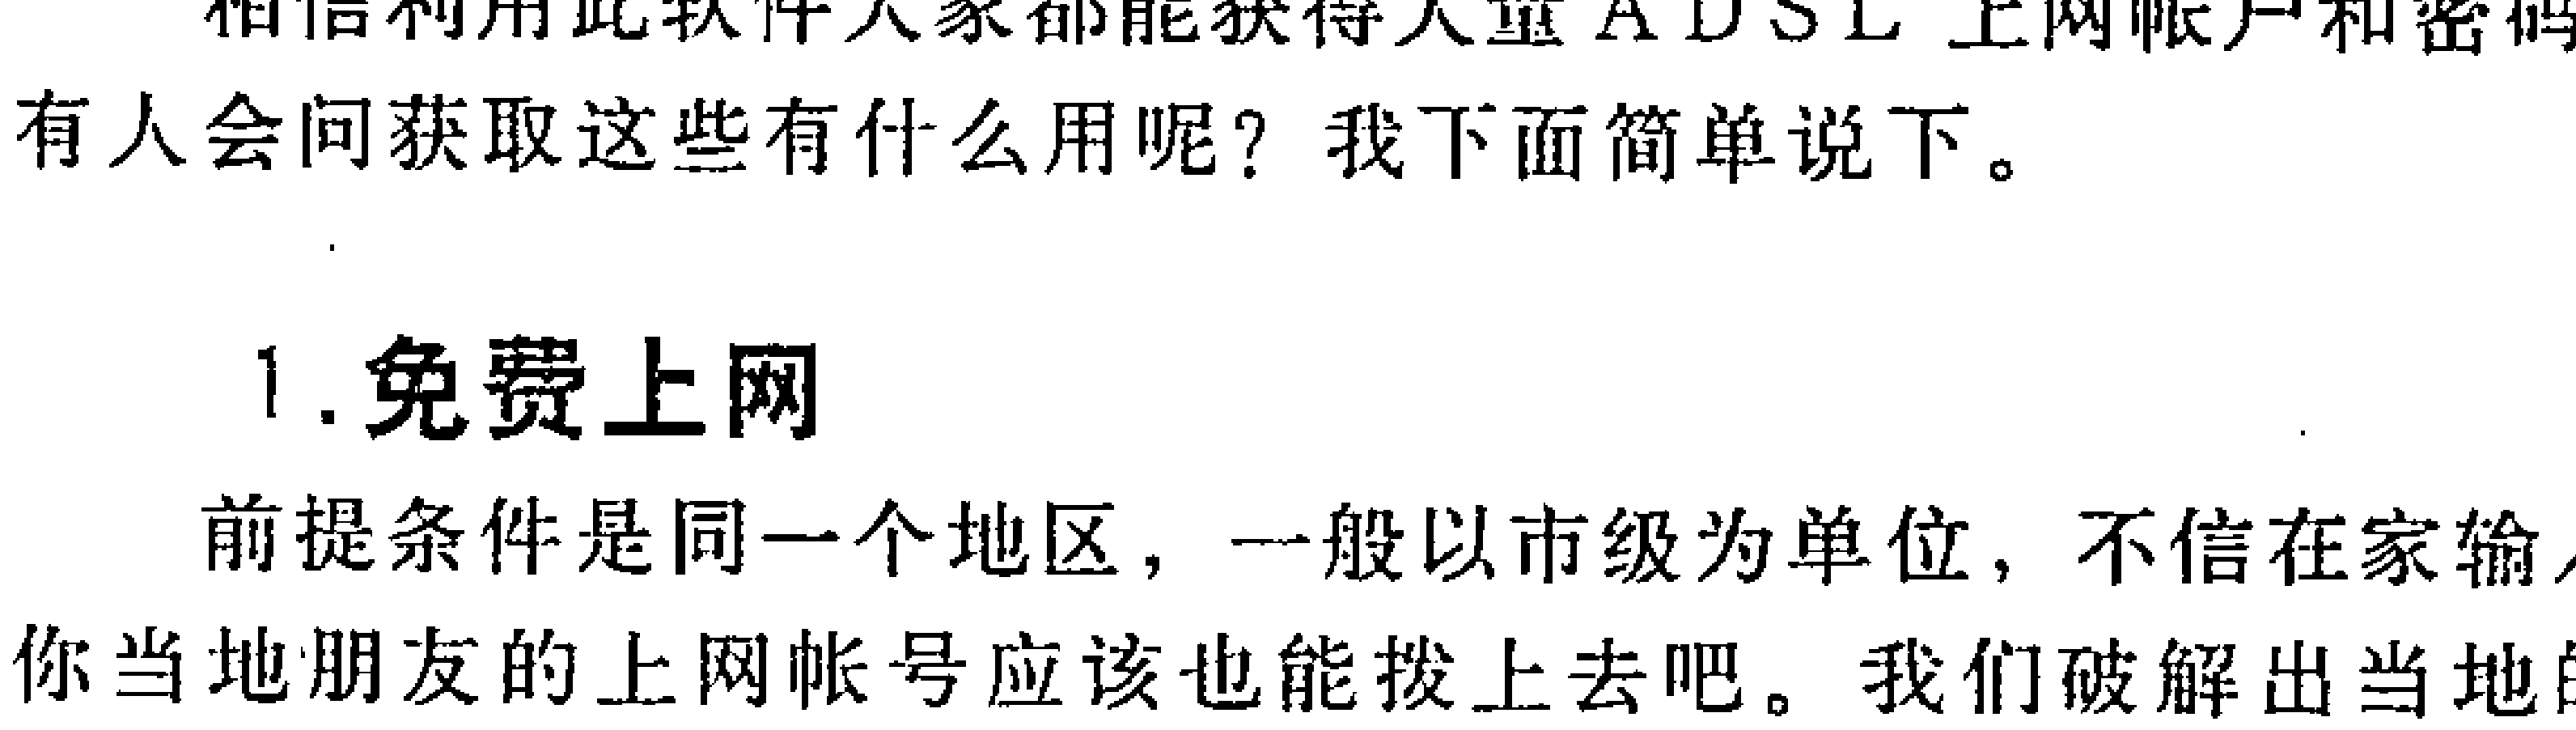 相信利用此软件大家都能获得大量ADSL 上网帐户和密码
有人会问获取这些有什么用呢？我下面简单说下。
1.免费上网
前提条件是同一个地区，一般以市级为单位，不信在家输入
你当地朋友的上网帐号应该也能拨上去吧。我们破解出当地的